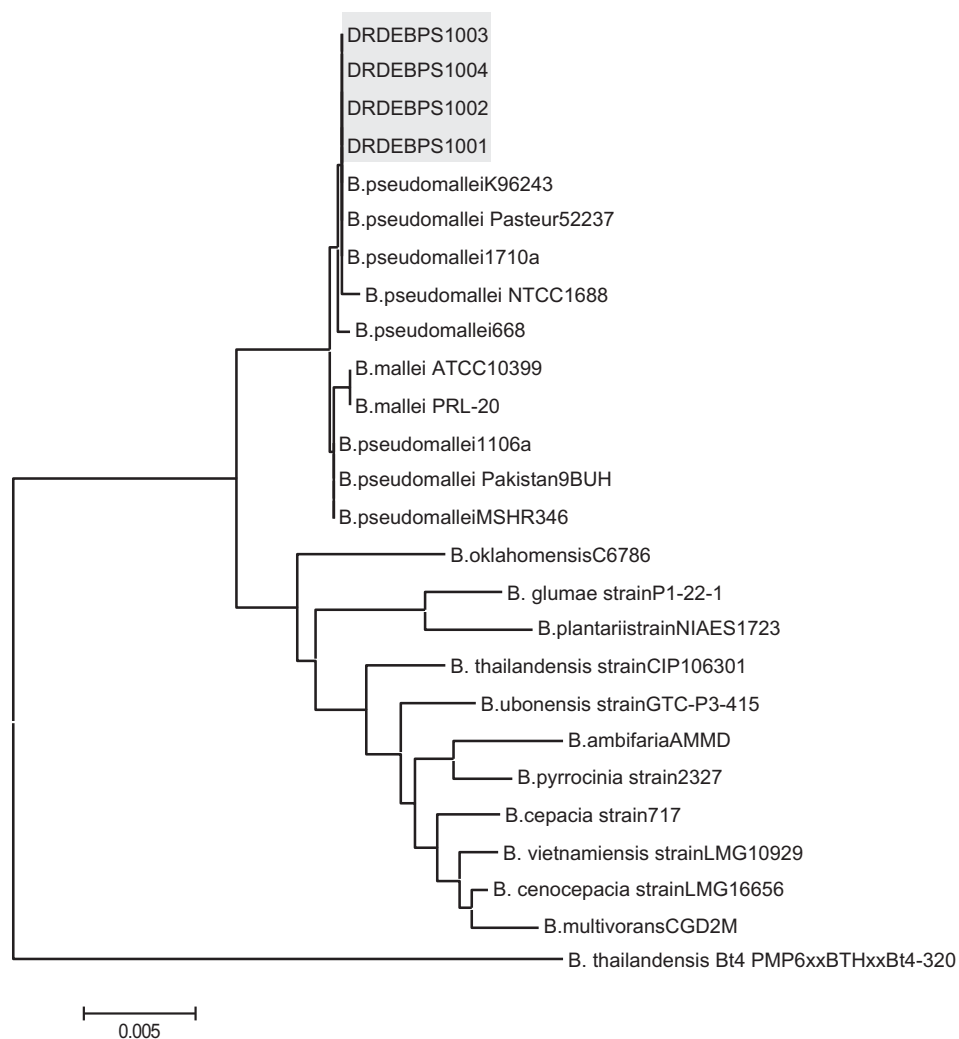 DRDEBPS1003
DRDEBPS1004
DRDEBPS1002
DRDEBPS1001
B.pseudomalleiK96243
B.pseudomallei Pasteur52237
B.pseudomallei1710a
B.pseudomallei NTCC1688
B.pseudomallei668
B.mallei ATCC10399
B.mallei PRL-20
B.pseudomallei1106a
B.pseudomallei Pakistan9BUH
B.pseudomalleiMSHR346
B.oklahomensisC6786
B. glumae strainP1-22-1
B.plantariistrainNIAES1723
B. thailandensis strainCIP106301
B.ubonensis strainGTC-P3-415
B.ambifariaAMMD
B.pyrrocinia strain2327
B.cepacia strain717
B. vietnamiensis strainLMG10929
B. cenocepacia strainLMG16656
B.multivoransCGD2M
B. thailandensis Bt4 PMP6xxBTHxxBt4-320
0.005